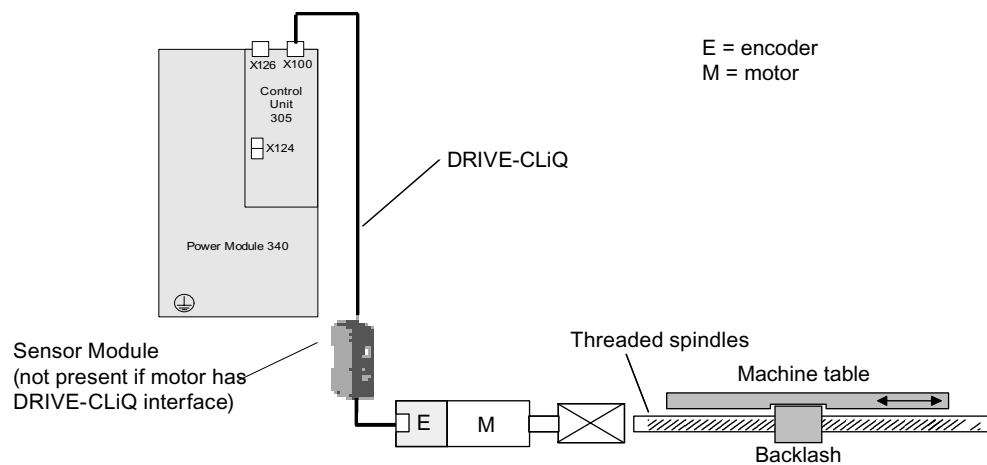 E = encoder
M = motor
X126
X100
Control
Unit
305
X124
DRIVE-CLiQ
Power Module 340
Sensor Module
(not present if motor has
DRIVE-CLiQ interface)
Threaded spindles
Machine table
E
M
Backlash